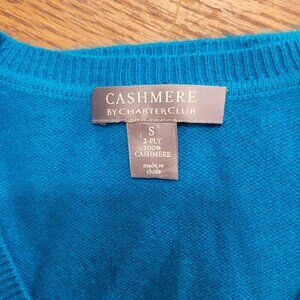 CASHMERE
BY CHARTER CLUB
S
2-PLY
100%
CASHMERE
made in
china